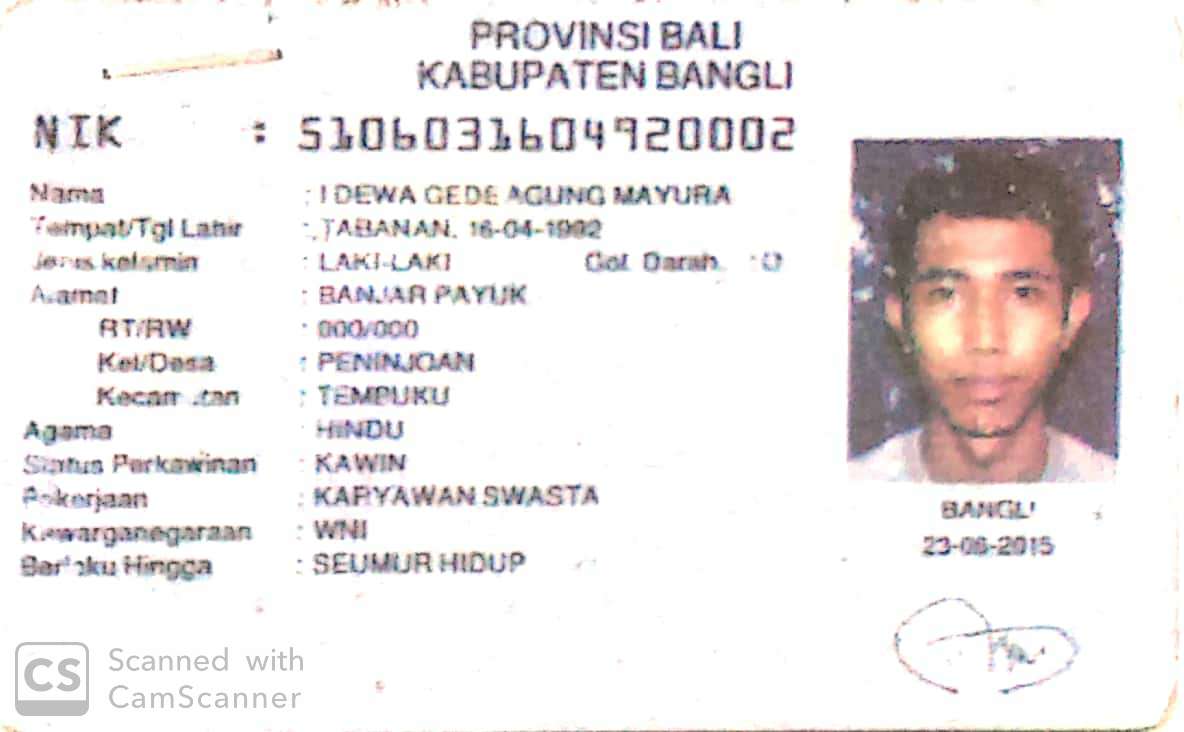 PROVINSI BALI
KABUPATEN BANGLI
NIK : 5106031604920002
Nama : I DEWA GEDE AGUNG MAYURA
Tempat/Tgl Lahir : TABANAN, 16-04-1992
Jenis kelamin : LAKI-LAKI Gol. Darah : O
Alamat : BANJAR PAYUK
RT/RW : 000/000
Kel/Desa : PENINJOAN
Kecamatan : TEMBUKU
Agama : HINDU
Status Perkawinan : KAWIN
Pekerjaan : KARYAWAN SWASTA
Kewarganegaraan : WNI
Berlaku Hingga : SEUMUR HIDUP
BANGLI
23-06-2015
CS Scanned with
CamScanner